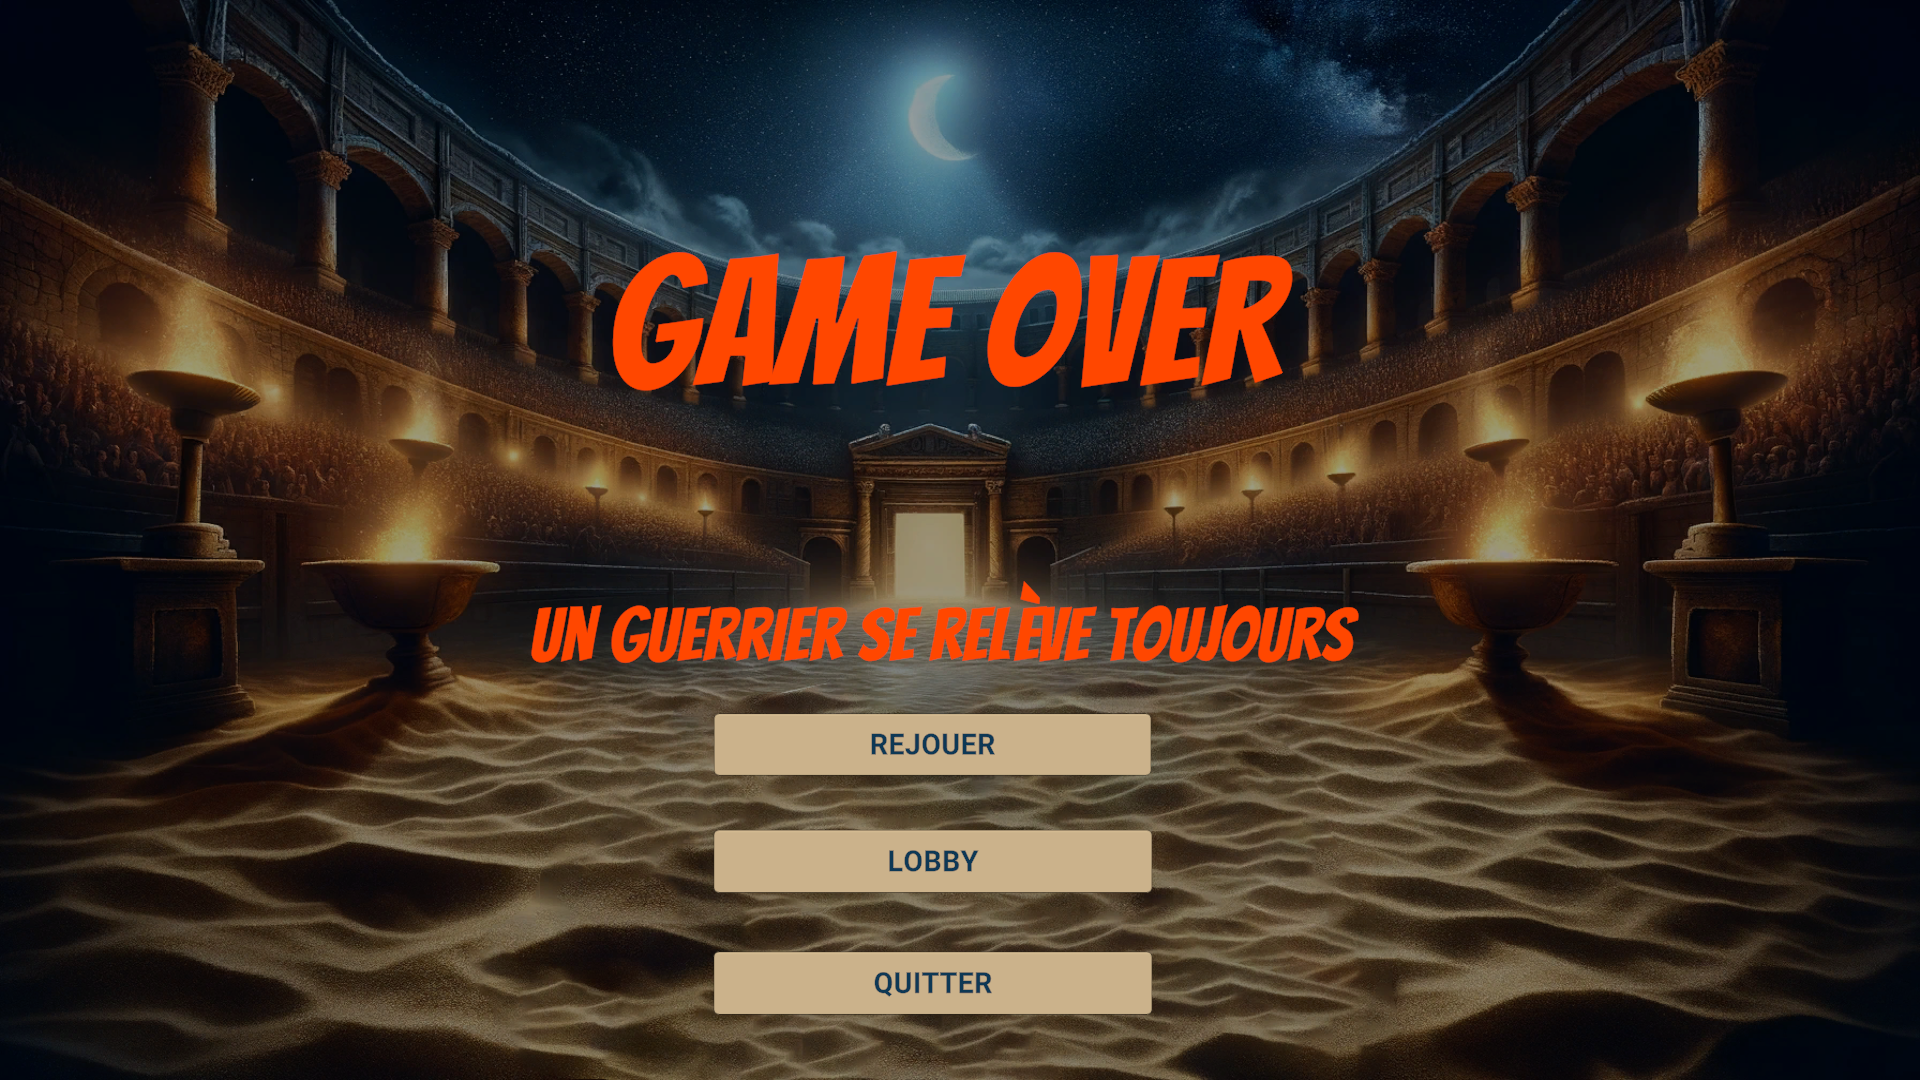 GAME OVER
UN GUERRIER SE RELÈVE TOUJOURS
REJOUER
LOBBY
QUITTER